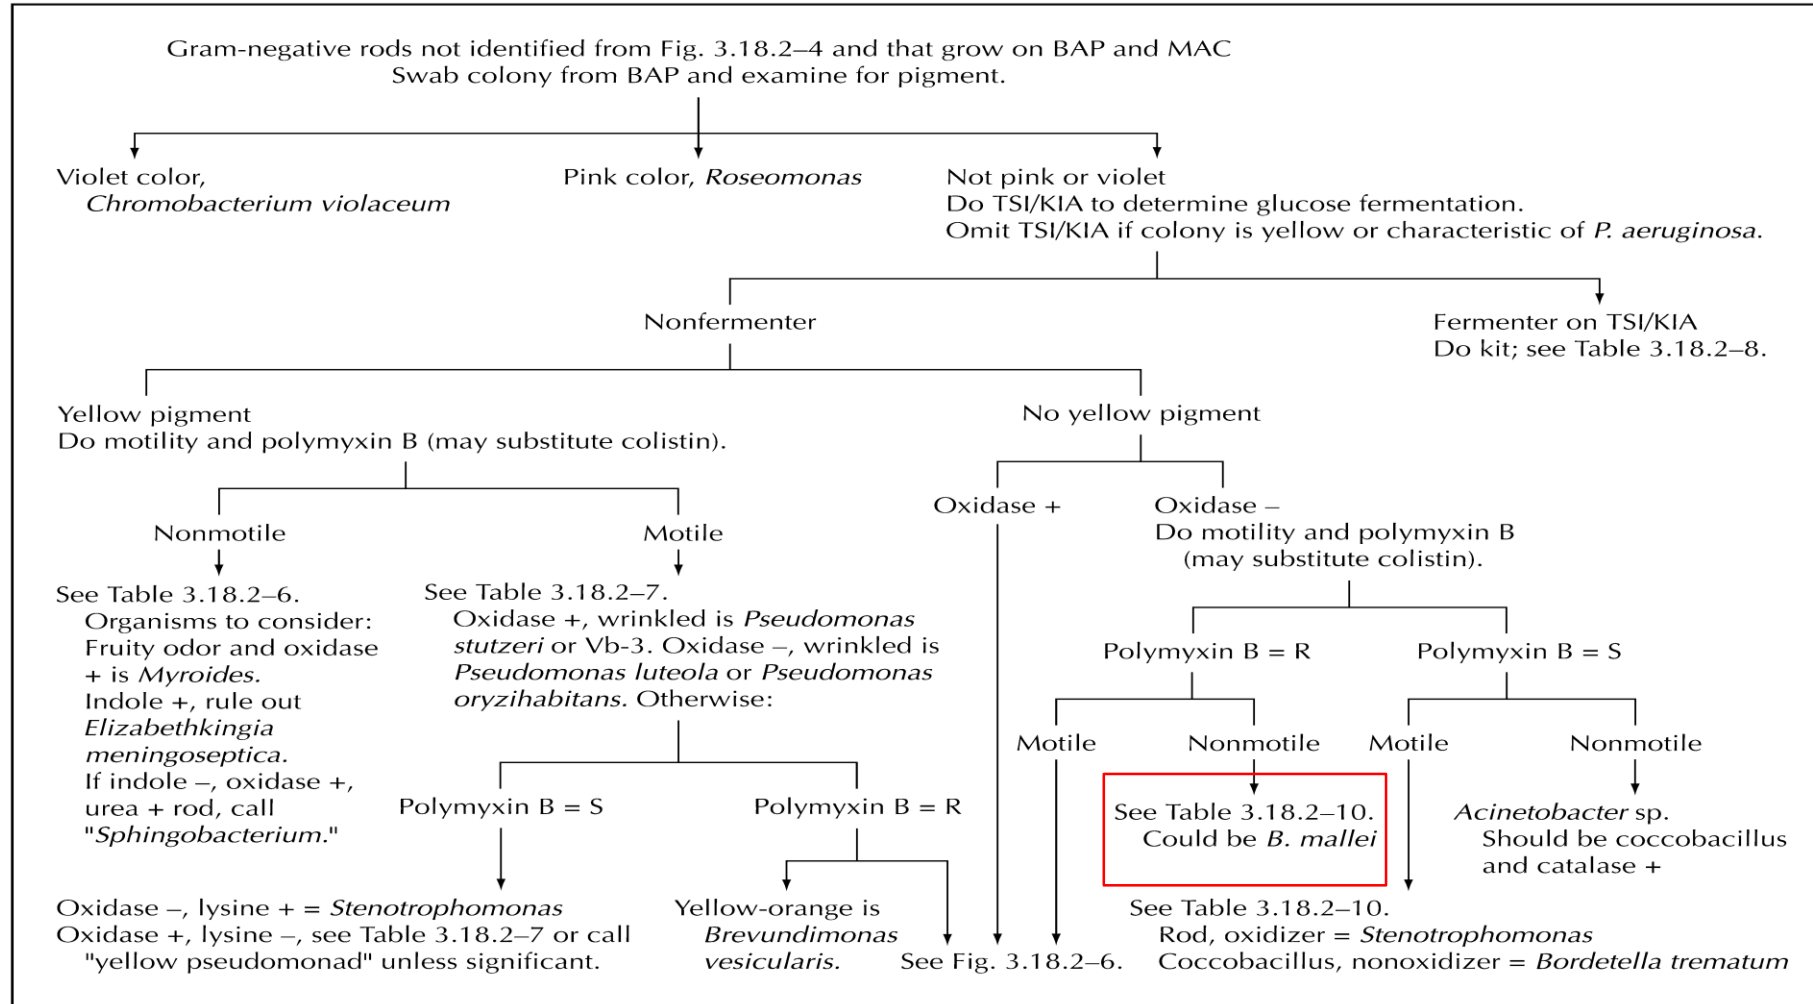 Gram-negative rods not identified from Fig. 3.18.2–4 and that grow on BAP and MAC
Swab colony from BAP and examine for pigment.
Violet color,
Chromobacterium violaceum
Pink color, Roseomonas
Not pink or violet
Do TSI/KIA to determine glucose fermentation.
Omit TSI/KIA if colony is yellow or characteristic of P. aeruginosa.
Nonfermenter
Fermenter on TSI/KIA
Do kit; see Table 3.18.2–8.
Yellow pigment
Do motility and polymyxin B (may substitute colistin).
No yellow pigment
Nonmotile
Motile
See Table 3.18.2–6.
Organisms to consider:
Fruity odor and oxidase
+ is Myroides.
Indole +, rule out
Elizabethkingia
meningoseptica.
If indole –, oxidase +,
urea + rod, call
"Sphingobacterium."
See Table 3.18.2–7.
Oxidase +, wrinkled is Pseudomonas
stutzeri or Vb-3. Oxidase –, wrinkled is
Pseudomonas luteola or Pseudomonas
oryzihabitans. Otherwise:
Polymyxin B = S
Polymyxin B = R
Oxidase –, lysine + = Stenotrophomonas
Oxidase +, lysine –, see Table 3.18.2–7 or call
"yellow pseudomonad" unless significant.
Yellow-orange is
Brevundimonas
vesicularis.
See Fig. 3.18.2–6.
Oxidase +
Oxidase –
Do motility and polymyxin B
(may substitute colistin).
Polymyxin B = R
Polymyxin B = S
Motile
Nonmotile
Motile
Nonmotile
See Table 3.18.2–10.
Could be B. mallei
Acinetobacter sp.
Should be coccobacillus
and catalase +
See Table 3.18.2–10.
Rod, oxidizer = Stenotrophomonas
Coccobacillus, nonoxidizer = Bordetella trematum